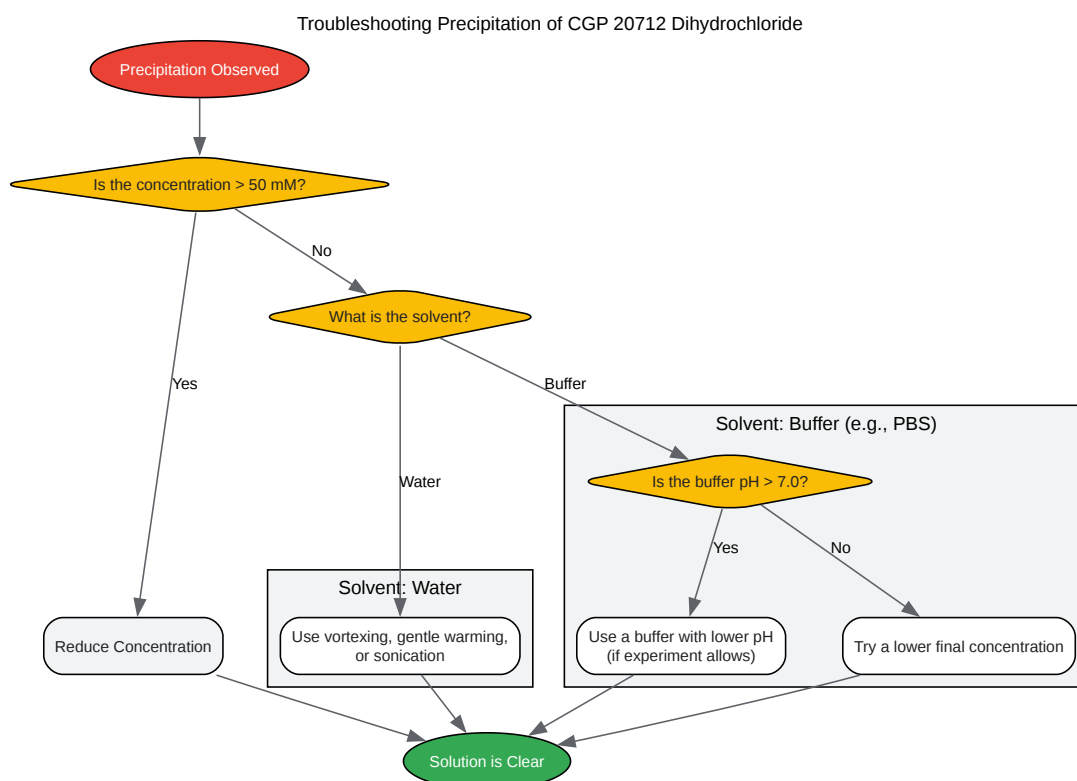 Troubleshooting Precipitation of CGP 20712 Dihydrochloride
Precipitation Observed
Is the concentration > 50 mM?
No
What is the solvent?
Yes
Buffer
Solvent: Buffer (e.g., PBS)
Water
Is the buffer pH > 7.0?
Yes
No
Solvent: Water
Reduce Concentration
Use vortexing, gentle warming,
or sonication
Use a buffer with lower pH
(if experiment allows)
Try a lower final concentration
Solution is Clear